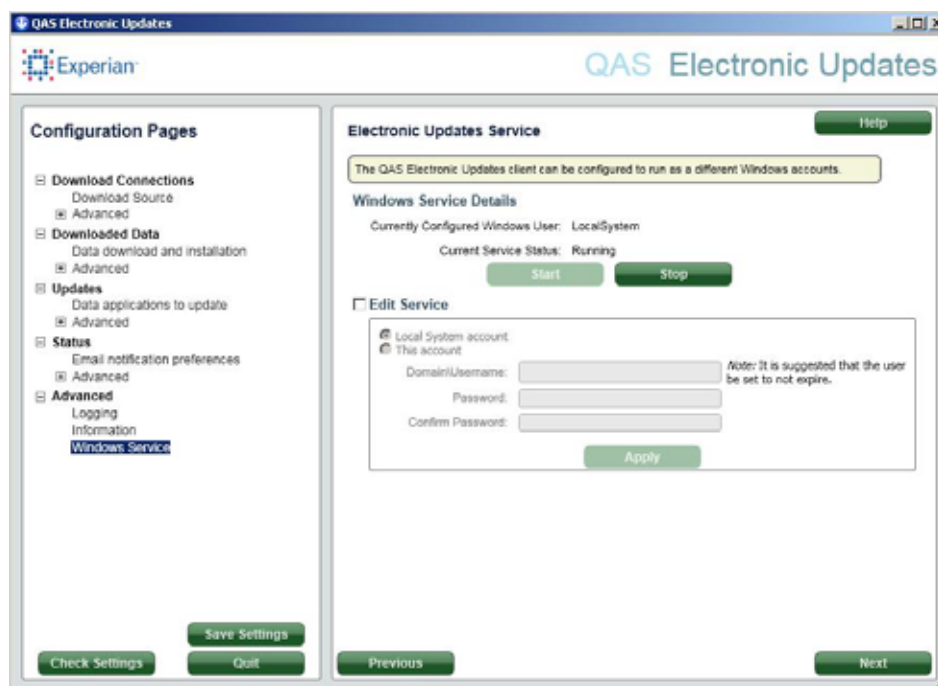 QAS Electronic Updates
Experian
QAS Electronic Updates
Configuration Pages
Download Connections
Download Source
Advanced
Downloaded Data
Data download and installation
Advanced
Updates
Data applications to update
Advanced
Status
Email notification preferences
Advanced
Advanced
Logging
Information
Windows Service
Save Settings
Check Settings
Quit
Help
Electronic Updates Service
The QAS Electronic Updates client can be configured to run as a different Windows accounts.
Windows Service Details
Currently Configured Windows User: LocalSystem
Current Service Status: Running
Start
Stop
Edit Service
Local System account
This account
Domain\Username:
Note: It is suggested that the user
be set to not expire.
Password:
Confirm Password:
Apply
Previous
Next